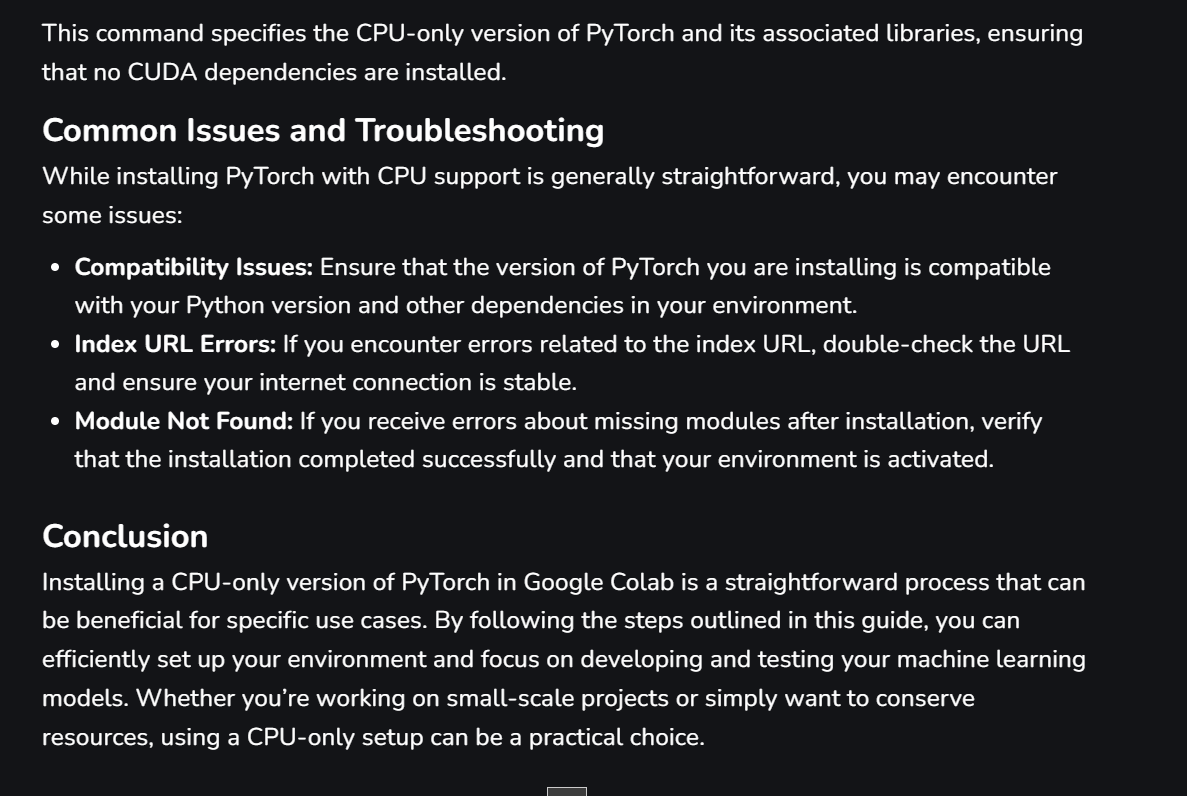 This command specifies the CPU-only version of PyTorch and its associated libraries, ensuring
that no CUDA dependencies are installed.
Common Issues and Troubleshooting
While installing PyTorch with CPU support is generally straightforward, you may encounter
some issues:
• Compatibility Issues: Ensure that the version of PyTorch you are installing is compatible
with your Python version and other dependencies in your environment.
• Index URL Errors: If you encounter errors related to the index URL, double-check the URL
and ensure your internet connection is stable.
• Module Not Found: If you receive errors about missing modules after installation, verify
that the installation completed successfully and that your environment is activated.
Conclusion
Installing a CPU-only version of PyTorch in Google Colab is a straightforward process that can
be beneficial for specific use cases. By following the steps outlined in this guide, you can
efficiently set up your environment and focus on developing and testing your machine learning
models. Whether you’re working on small-scale projects or simply want to conserve
resources, using a CPU-only setup can be a practical choice.